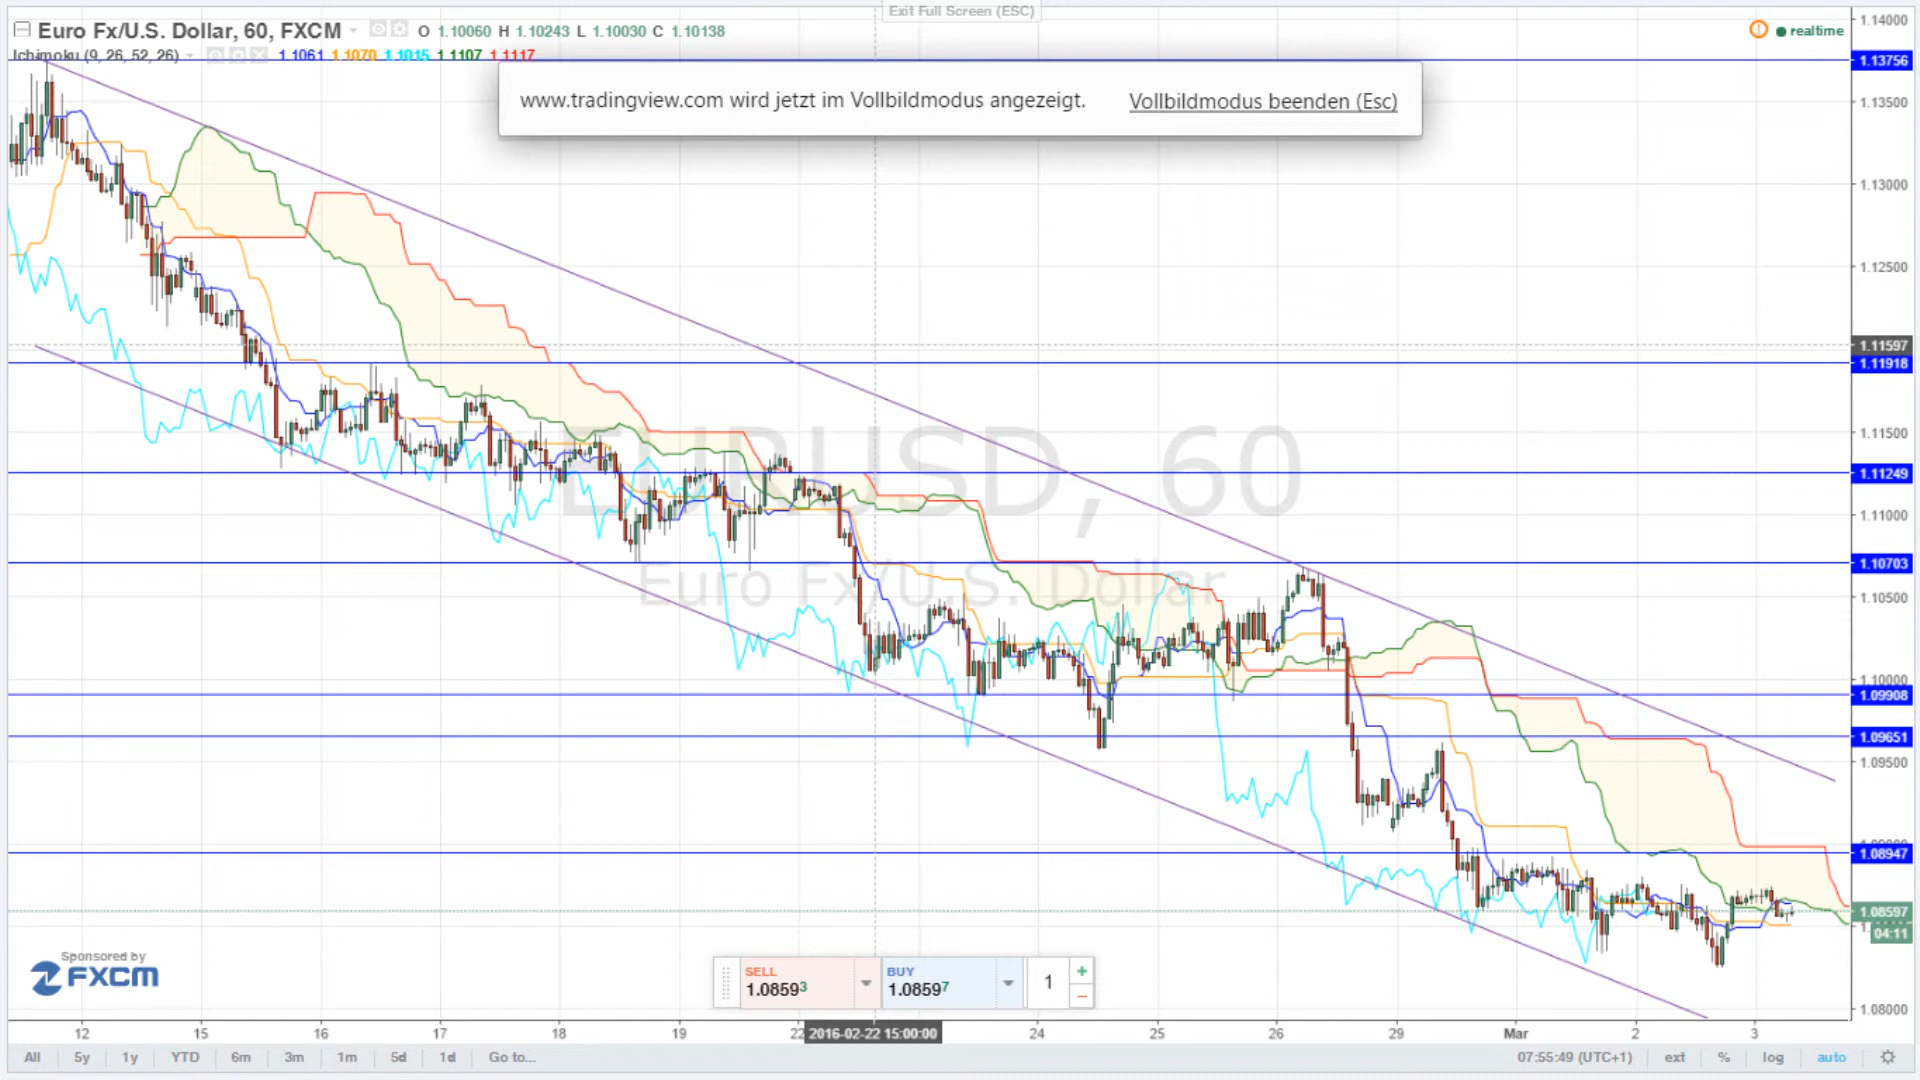 Exit Full Screen (ESC)
Euro Fx/U.S. Dollar, 60, FXCM O 1.10060 H 1.10243 L 1.10030 C 1.10138
realtime
Ichimoku (9, 26, 52, 26) 1.1061 1.1070 1.1015 1.1107 1.1117
www.tradingview.com wird jetzt im Vollbildmodus angezeigt. Vollbildmodus beenden (Esc)
1.14000
1.13756
1.13500
1.13000
1.12500
1.11597
1.11918
1.11500
1.11249
1.11000
1.10703
1.10500
1.10000
1.09908
1.09651
1.09500
1.08947
1.08597
04:11
1.08000
EURUSD, 60
Euro Fx/U.S. Dollar
Sponsored by
FXCM
SELL
1.08593
BUY
1.08597
1
12 15 16 17 18 19 22 2016-02-22 15:00:00 24 25 26 29 Mar 2 3
All 5y 1y YTD 6m 3m 1m 5d 1d Go to... 07:55:49 (UTC+1) ext % log auto